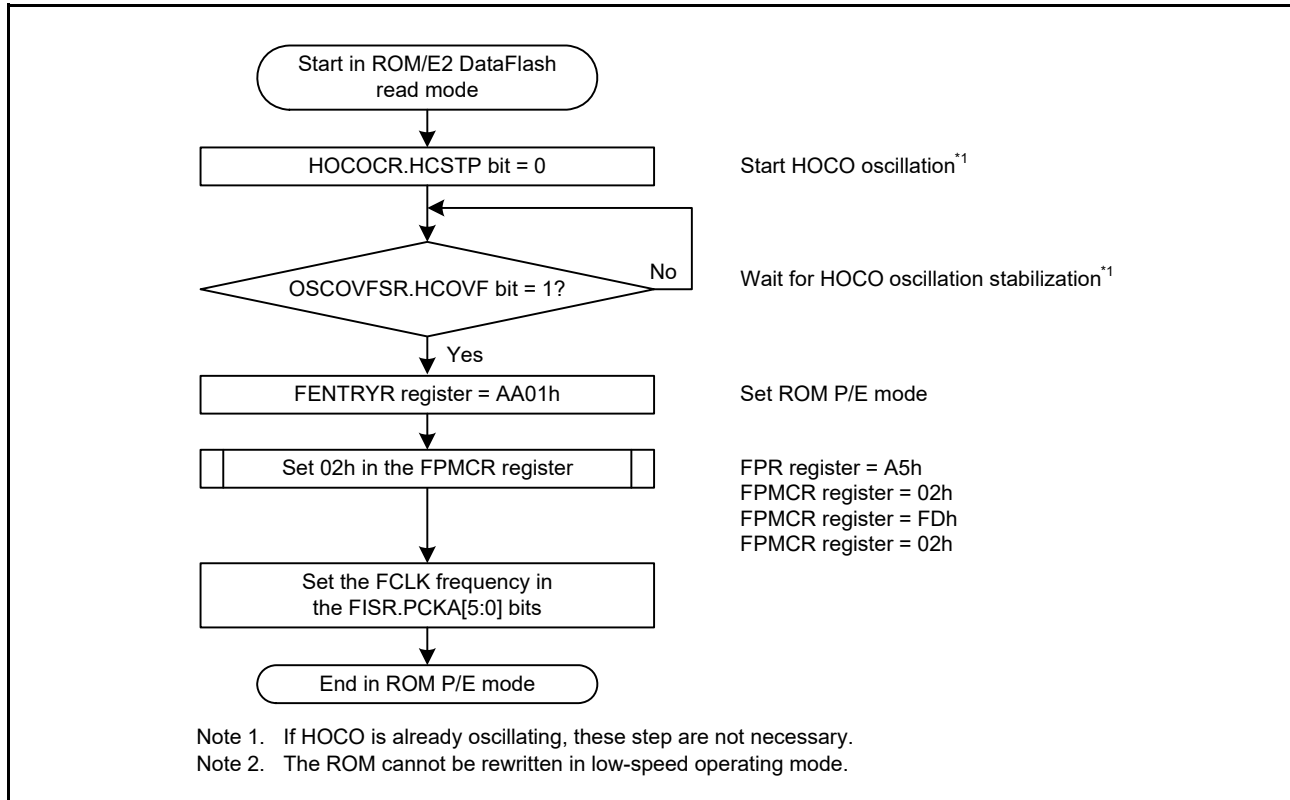 Start in ROM/E2 DataFlash
read mode
HOCOCR.HCSTP bit = 0
Start HOCO oscillation*1
OSCOVFSR.HCOVF bit = 1?
No
Wait for HOCO oscillation stabilization*1
Yes
FENTRYR register = AA01h
Set ROM P/E mode
Set 02h in the FPMCR register
FPR register = A5h
FPMCR register = 02h
FPMCR register = FDh
FPMCR register = 02h
Set the FCLK frequency in
the FISR.PCKA[5:0] bits
End in ROM P/E mode
Note 1. If HOCO is already oscillating, these step are not necessary.
Note 2. The ROM cannot be rewritten in low-speed operating mode.